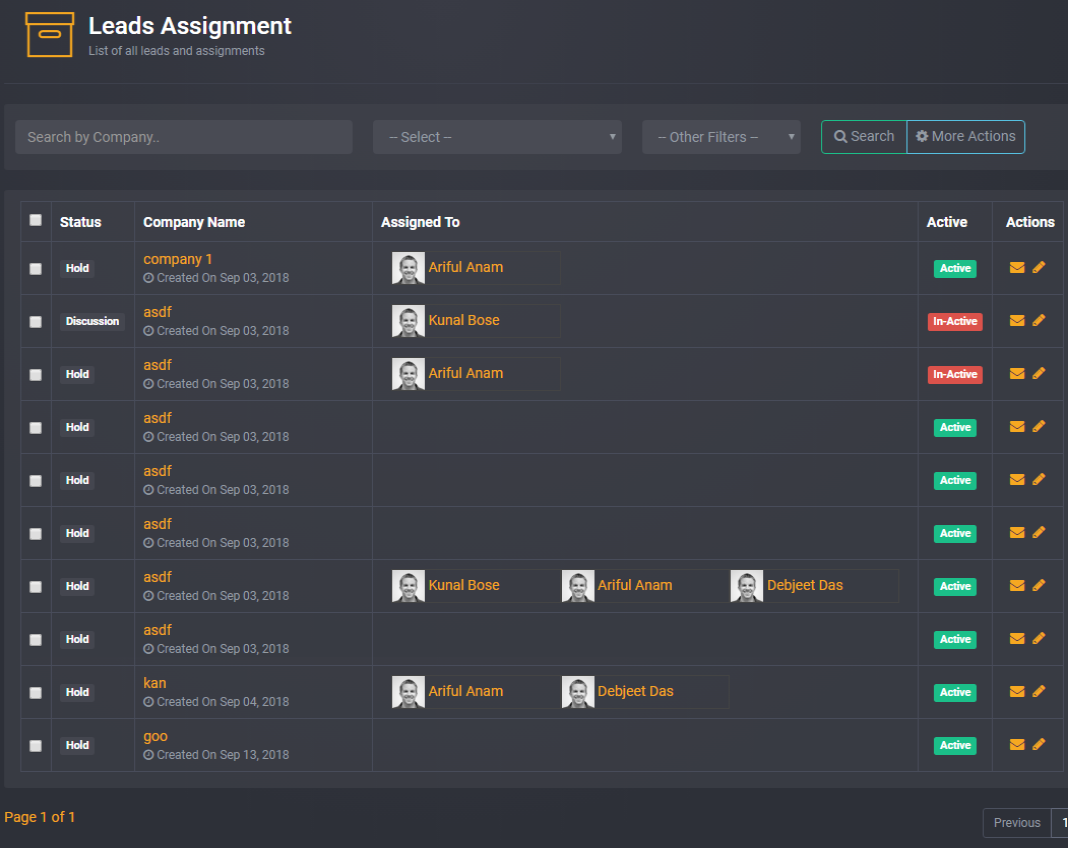 Leads Assignment
List of all leads and assignments
Search by Company..
-- Select --
-- Other Filters --
Search
More Actions
Status Company Name Assigned To Active Actions
Hold company 1 Ariful Anam Active
Created On Sep 03, 2018
Discussion asdf Kunal Bose In-Active
Created On Sep 03, 2018
Hold asdf Ariful Anam In-Active
Created On Sep 03, 2018
Hold asdf Active
Created On Sep 03, 2018
Hold asdf Active
Created On Sep 03, 2018
Hold asdf Active
Created On Sep 03, 2018
Hold asdf Kunal Bose Ariful Anam Debjeet Das Active
Created On Sep 03, 2018
Hold asdf Active
Created On Sep 03, 2018
Hold kan Ariful Anam Debjeet Das Active
Created On Sep 04, 2018
Hold goo Active
Created On Sep 13, 2018
Page 1 of 1
Previous 1